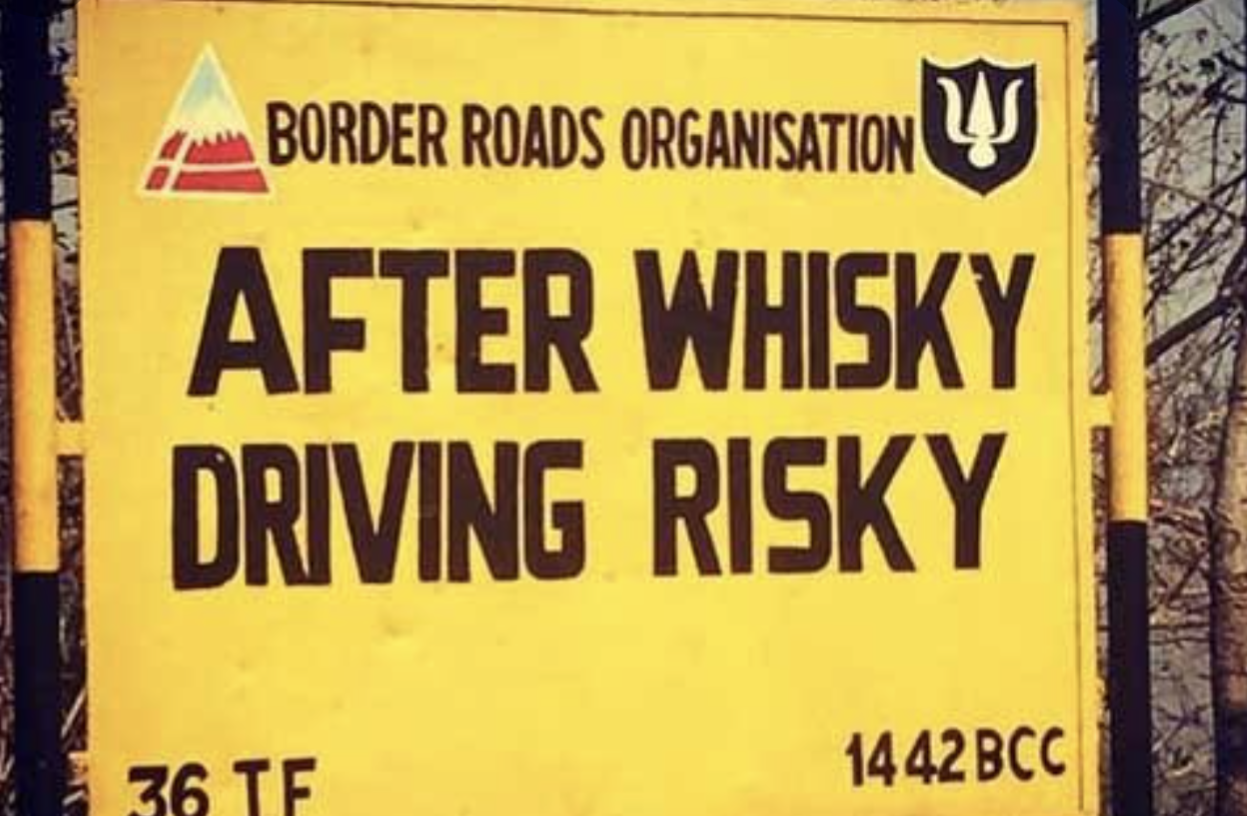 BORDER ROADS ORGANISATION
AFTER WHISKY
DRIVING RISKY
36 TF
1442 BCC